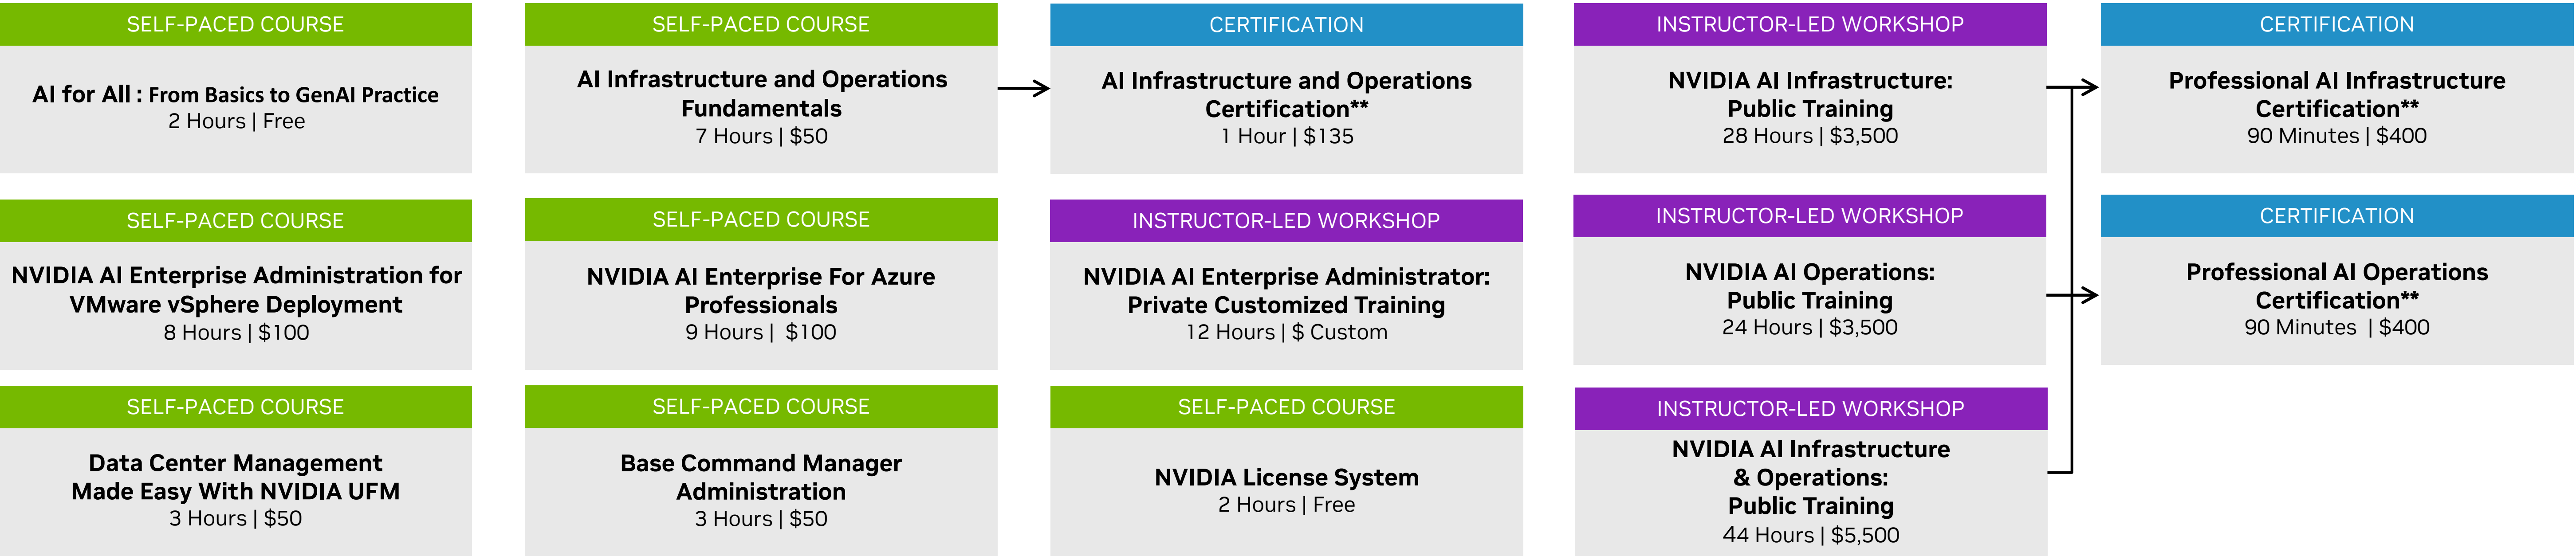 SELF-PACED COURSE
AI for All : From Basics to GenAI Practice
2 Hours | Free
SELF-PACED COURSE
AI Infrastructure and Operations
Fundamentals
7 Hours | $50
CERTIFICATION
AI Infrastructure and Operations
Certification**
1 Hour | $135
INSTRUCTOR-LED WORKSHOP
NVIDIA AI Infrastructure:
Public Training
28 Hours | $3,500
CERTIFICATION
Professional AI Infrastructure
Certification**
90 Minutes | $400
SELF-PACED COURSE
NVIDIA AI Enterprise Administration for
VMware vSphere Deployment
8 Hours | $100
SELF-PACED COURSE
NVIDIA AI Enterprise For Azure
Professionals
9 Hours | $100
INSTRUCTOR-LED WORKSHOP
NVIDIA AI Enterprise Administrator:
Private Customized Training
12 Hours | $ Custom
INSTRUCTOR-LED WORKSHOP
NVIDIA AI Operations:
Public Training
24 Hours | $3,500
CERTIFICATION
Professional AI Operations
Certification**
90 Minutes | $400
SELF-PACED COURSE
Data Center Management
Made Easy With NVIDIA UFM
3 Hours | $50
SELF-PACED COURSE
Base Command Manager
Administration
3 Hours | $50
SELF-PACED COURSE
NVIDIA License System
2 Hours | Free
INSTRUCTOR-LED WORKSHOP
NVIDIA AI Infrastructure
& Operations:
Public Training
44 Hours | $5,500